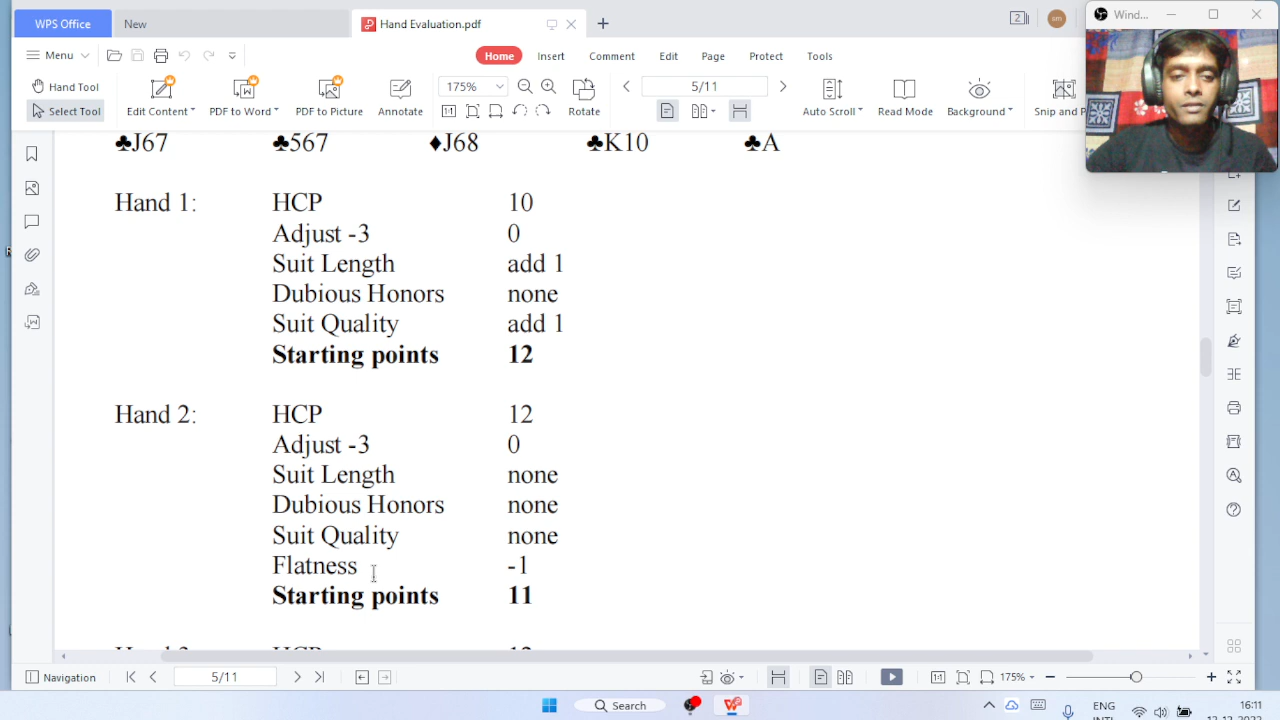 WPS Office New Hand Evaluation.pdf 2 sm Wind...
Menu Home Insert Comment Edit Page Protect Tools
Hand Tool 175% 5/11
Select Tool Edit Content PDF to Word PDF to Picture Annotate Rotate Auto Scroll Read Mode Background Snip and P
♣J67 ♣567 ♦J68 ♣K10 ♣A
Hand 1: HCP 10
Adjust -3 0
Suit Length add 1
Dubious Honors none
Suit Quality add 1
Starting points 12
Hand 2: HCP 12
Adjust -3 0
Suit Length none
Dubious Honors none
Suit Quality none
Flatness -1
Starting points 11
Navigation 5/11 175%
Search ENG 16:11